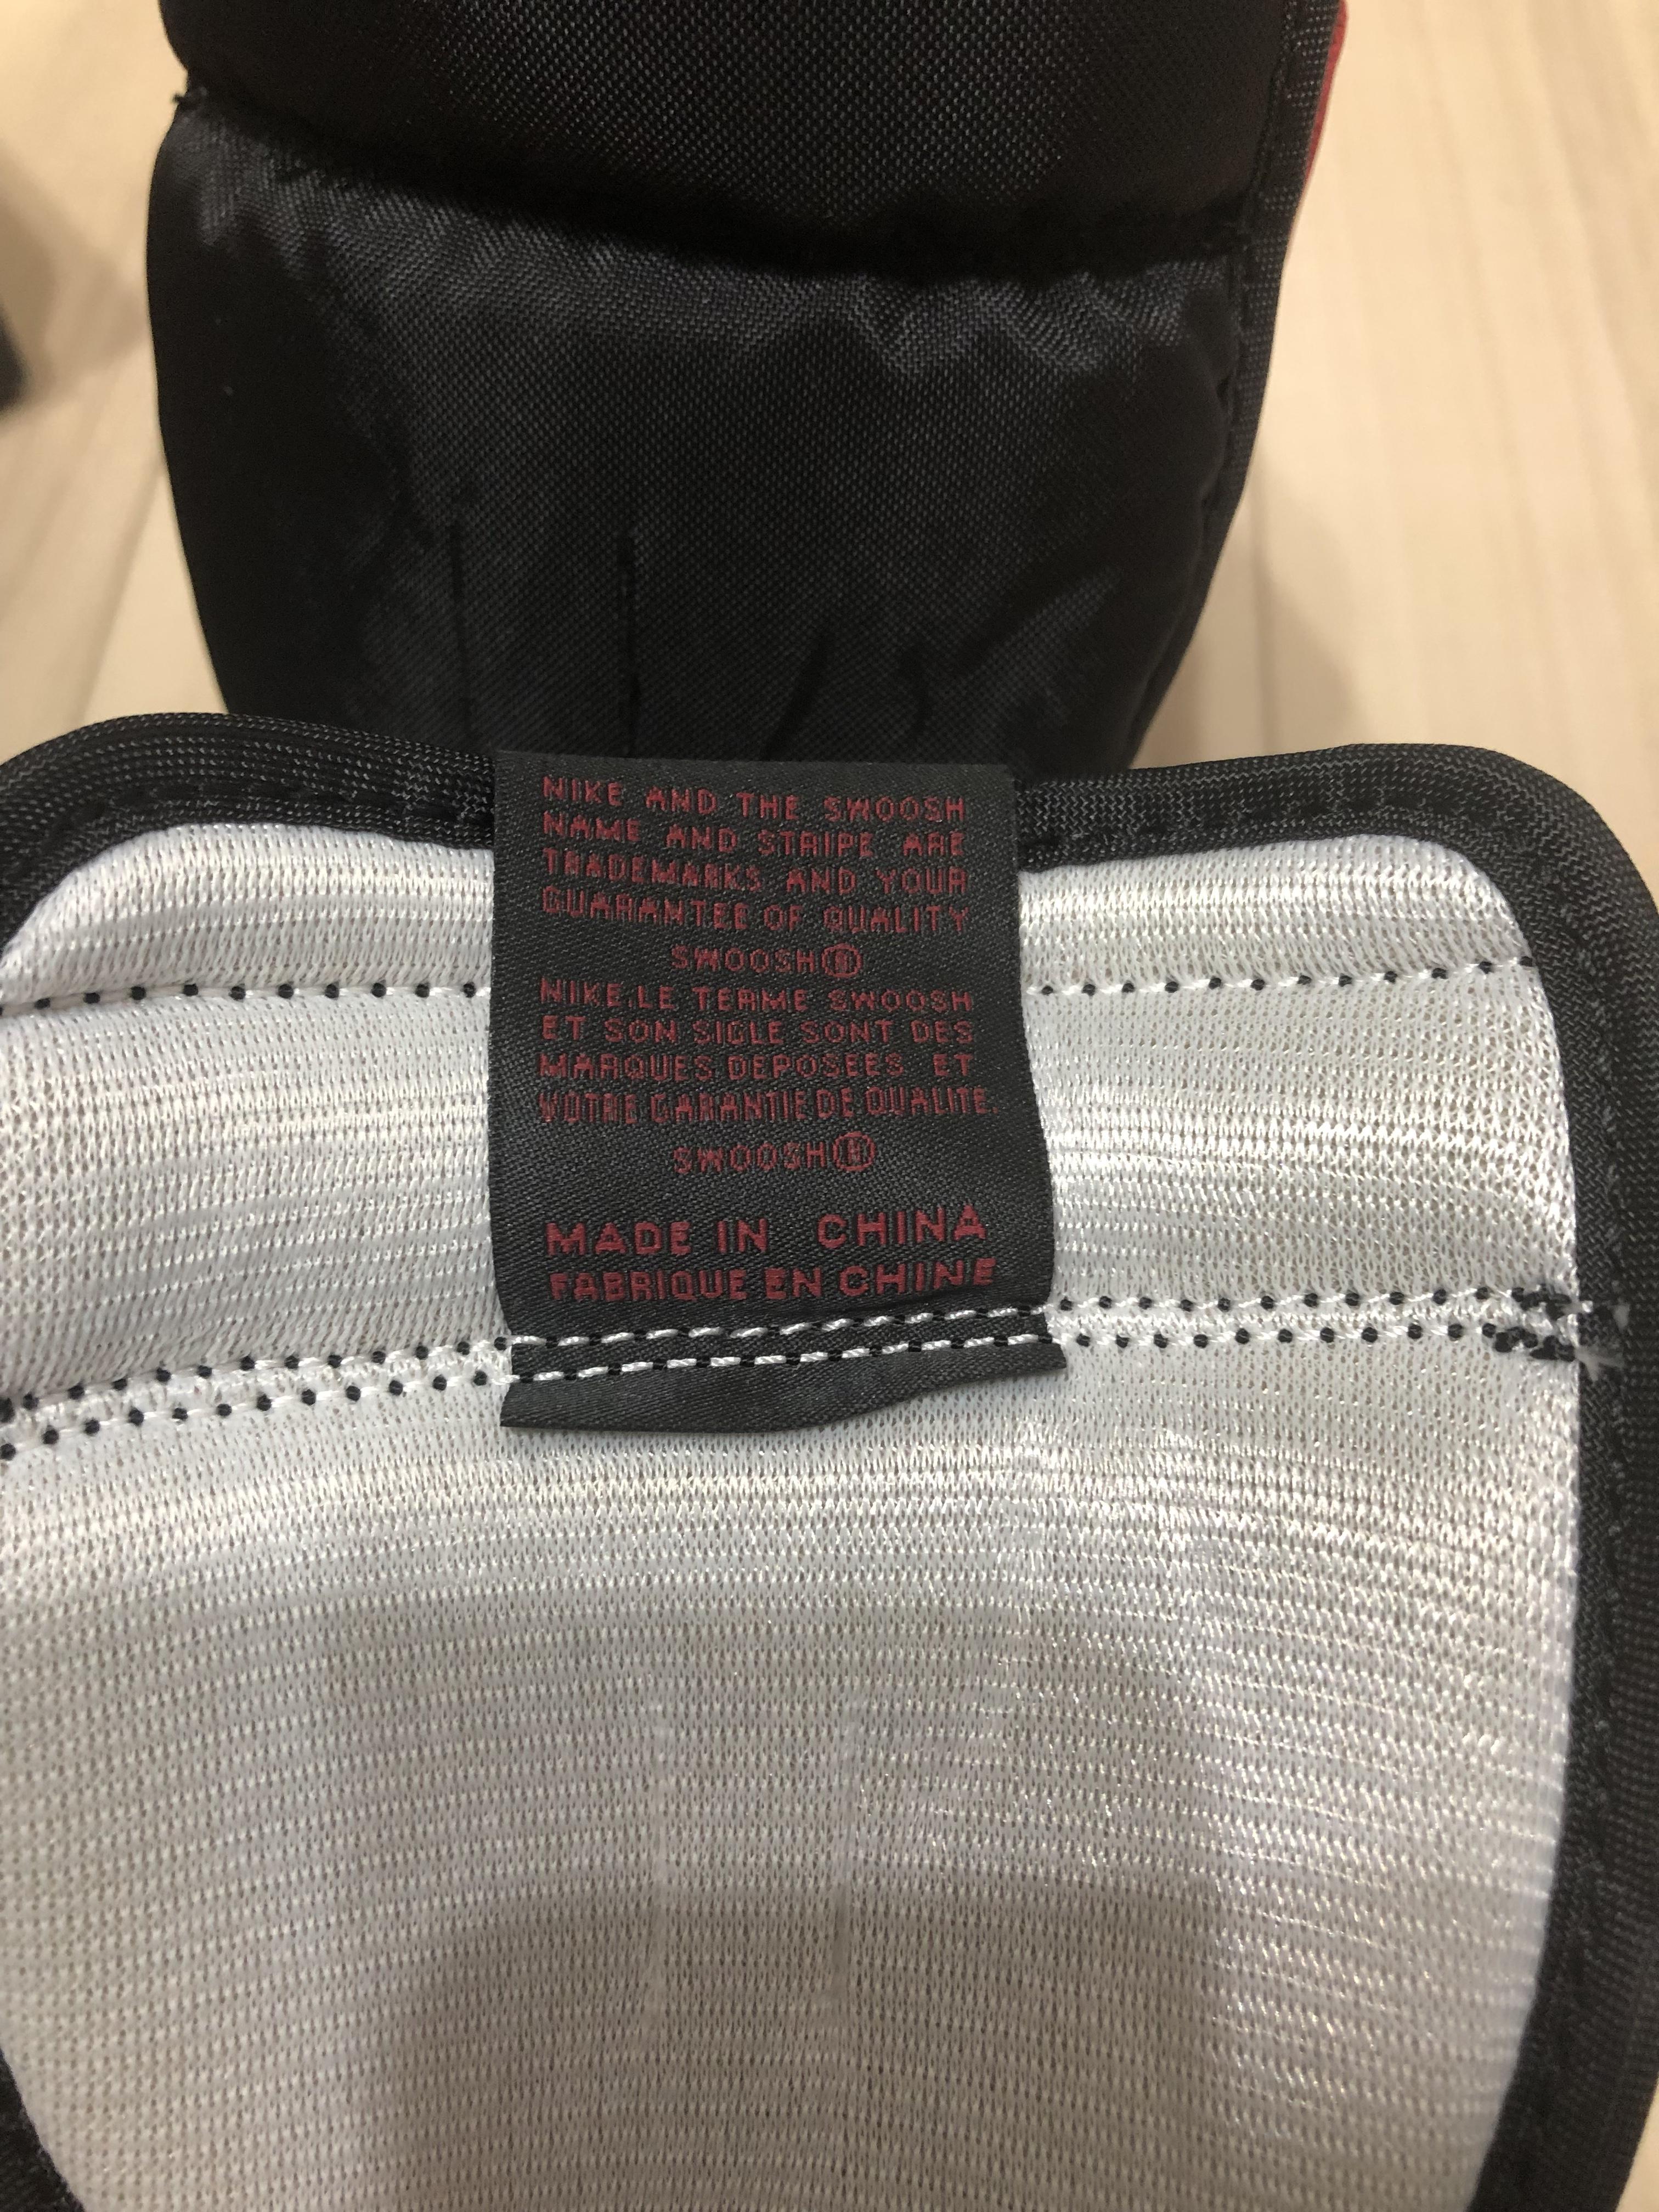 NIKE AND THE SWOOSH
NAME AND STRIPE ARE
TRADEMARKS AND YOUR
GUARANTEE OF QUALITY
SWOOSH®
NIKE.LE TERME SWOOSH
ET SON SIGLE SONT DES
MARQUES DEPOSEES ET
VOTRE GARANTIE DE QUALITE.
SWOOSH®
MADE IN CHINA
FABRIQUE EN CHINE